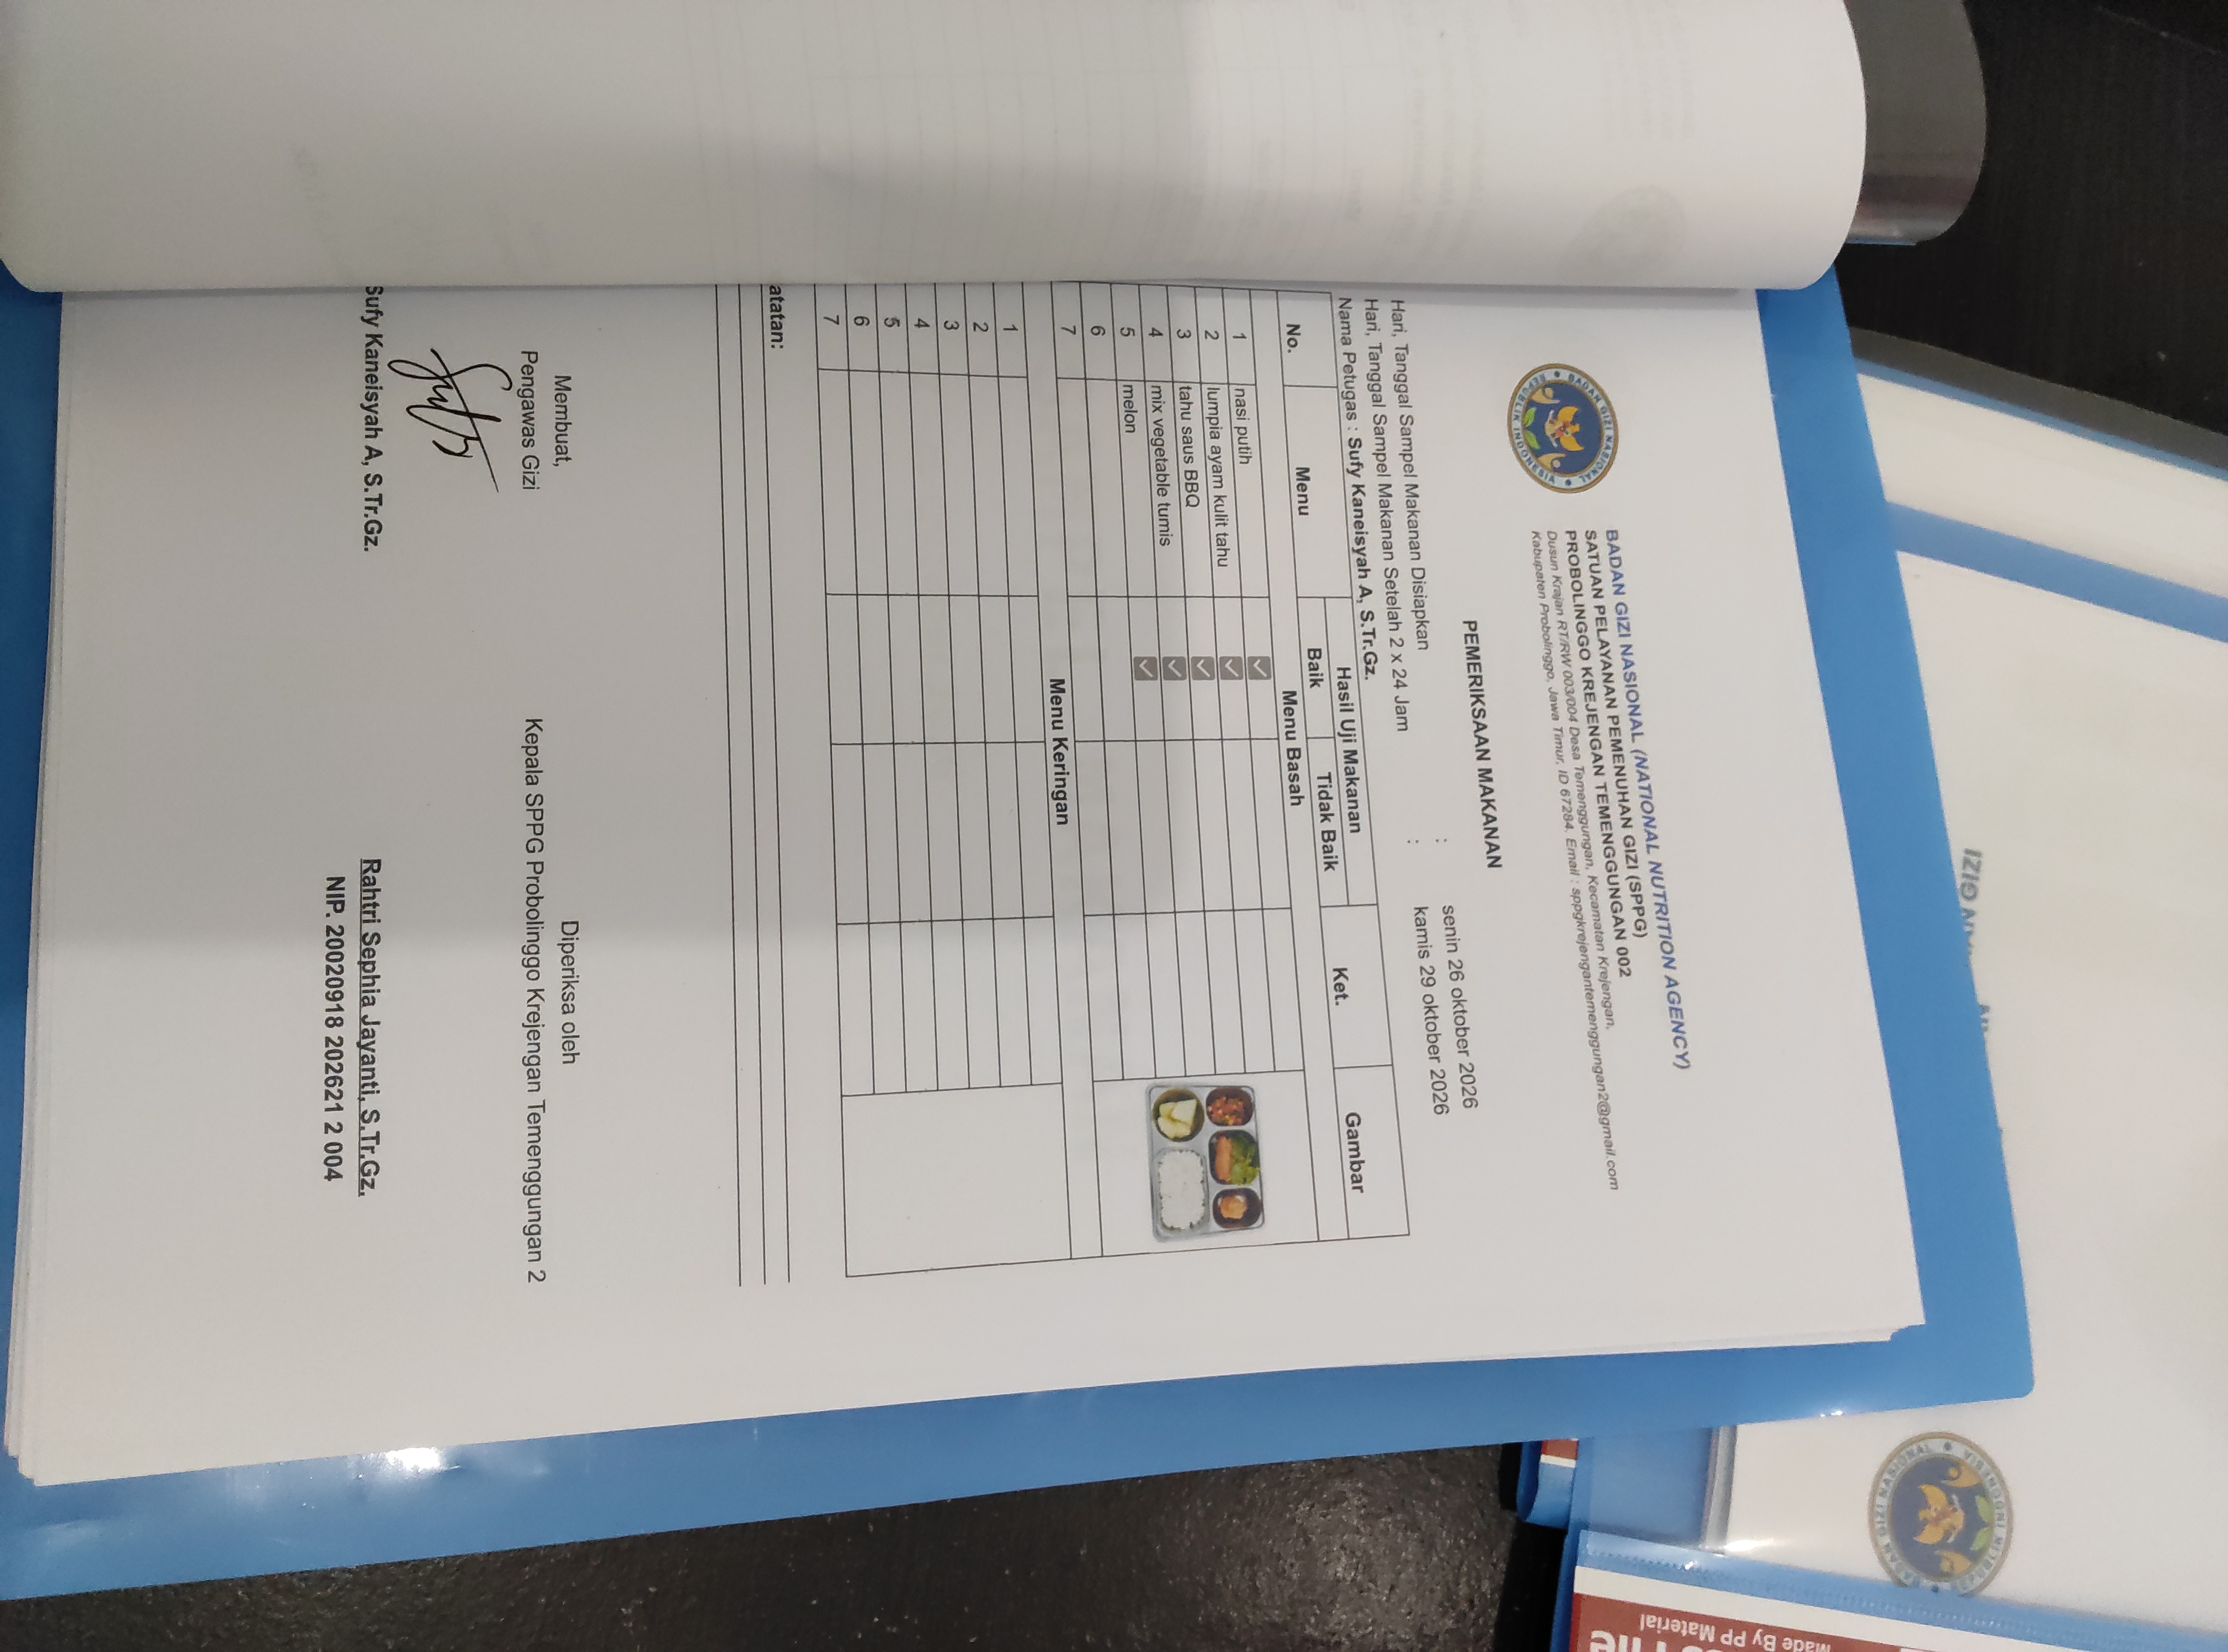 BADAN GIZI NASIONAL (NATIONAL NUTRITION AGENCY)
SATUAN PELAYANAN PEMENUHAN GIZI (SPPG)
PROBOLINGGO KREJENGAN TEMENGGUNGAN 002
Dusun Krajan RT/RW 003/004 Desa Temenggungan, Kecamatan Krejengan,
Kabupaten Probolinggo, Jawa Timur, ID 67284. Email : sppgkrejengantemenggungan2@gmail.com
BADAN GIZI NASIONAL
REPUBLIK INDONESIA
PEMERIKSAAN MAKANAN
Hari, Tanggal Sampel Makanan Disiapkan : senin 26 oktober 2026
Hari, Tanggal Sampel Makanan Setelah 2 x 24 Jam : kamis 29 oktober 2026
Nama Petugas : Sufy Kaneisyah A, S.Tr.Gz.
No. Menu Hasil Uji Makanan Ket. Gambar
Baik Tidak Baik
Menu Basah
1 nasi putih ✓
2 lumpia ayam kulit tahu ✓
3 tahu saus BBQ ✓
4 mix vegetable tumis ✓
5 melon ✓
6
7
Menu Keringan
1
2
3
4
5
6
7
atatan:
Membuat, Diperiksa oleh
Pengawas Gizi Kepala SPPG Probolinggo Krejengan Temenggungan 2
Sufy Kaneisyah A, S.Tr.Gz. Rahtri Sephia Jayanti, S.Tr.Gz.
NIP. 20020918 202621 2 004
GIZI
Made By PP Material